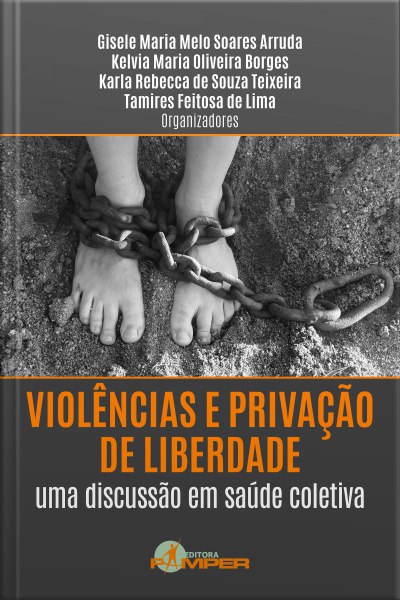 Gisele Maria Melo Soares Arruda
Kelvia Maria Oliveira Borges
Karla Rebecca de Souza Teixeira
Tamires Feitosa de Lima
Organizadores
VIOLÊNCIAS E PRIVAÇÃO
DE LIBERDADE
uma discussão em saúde coletiva
EDITORA
PAMPER